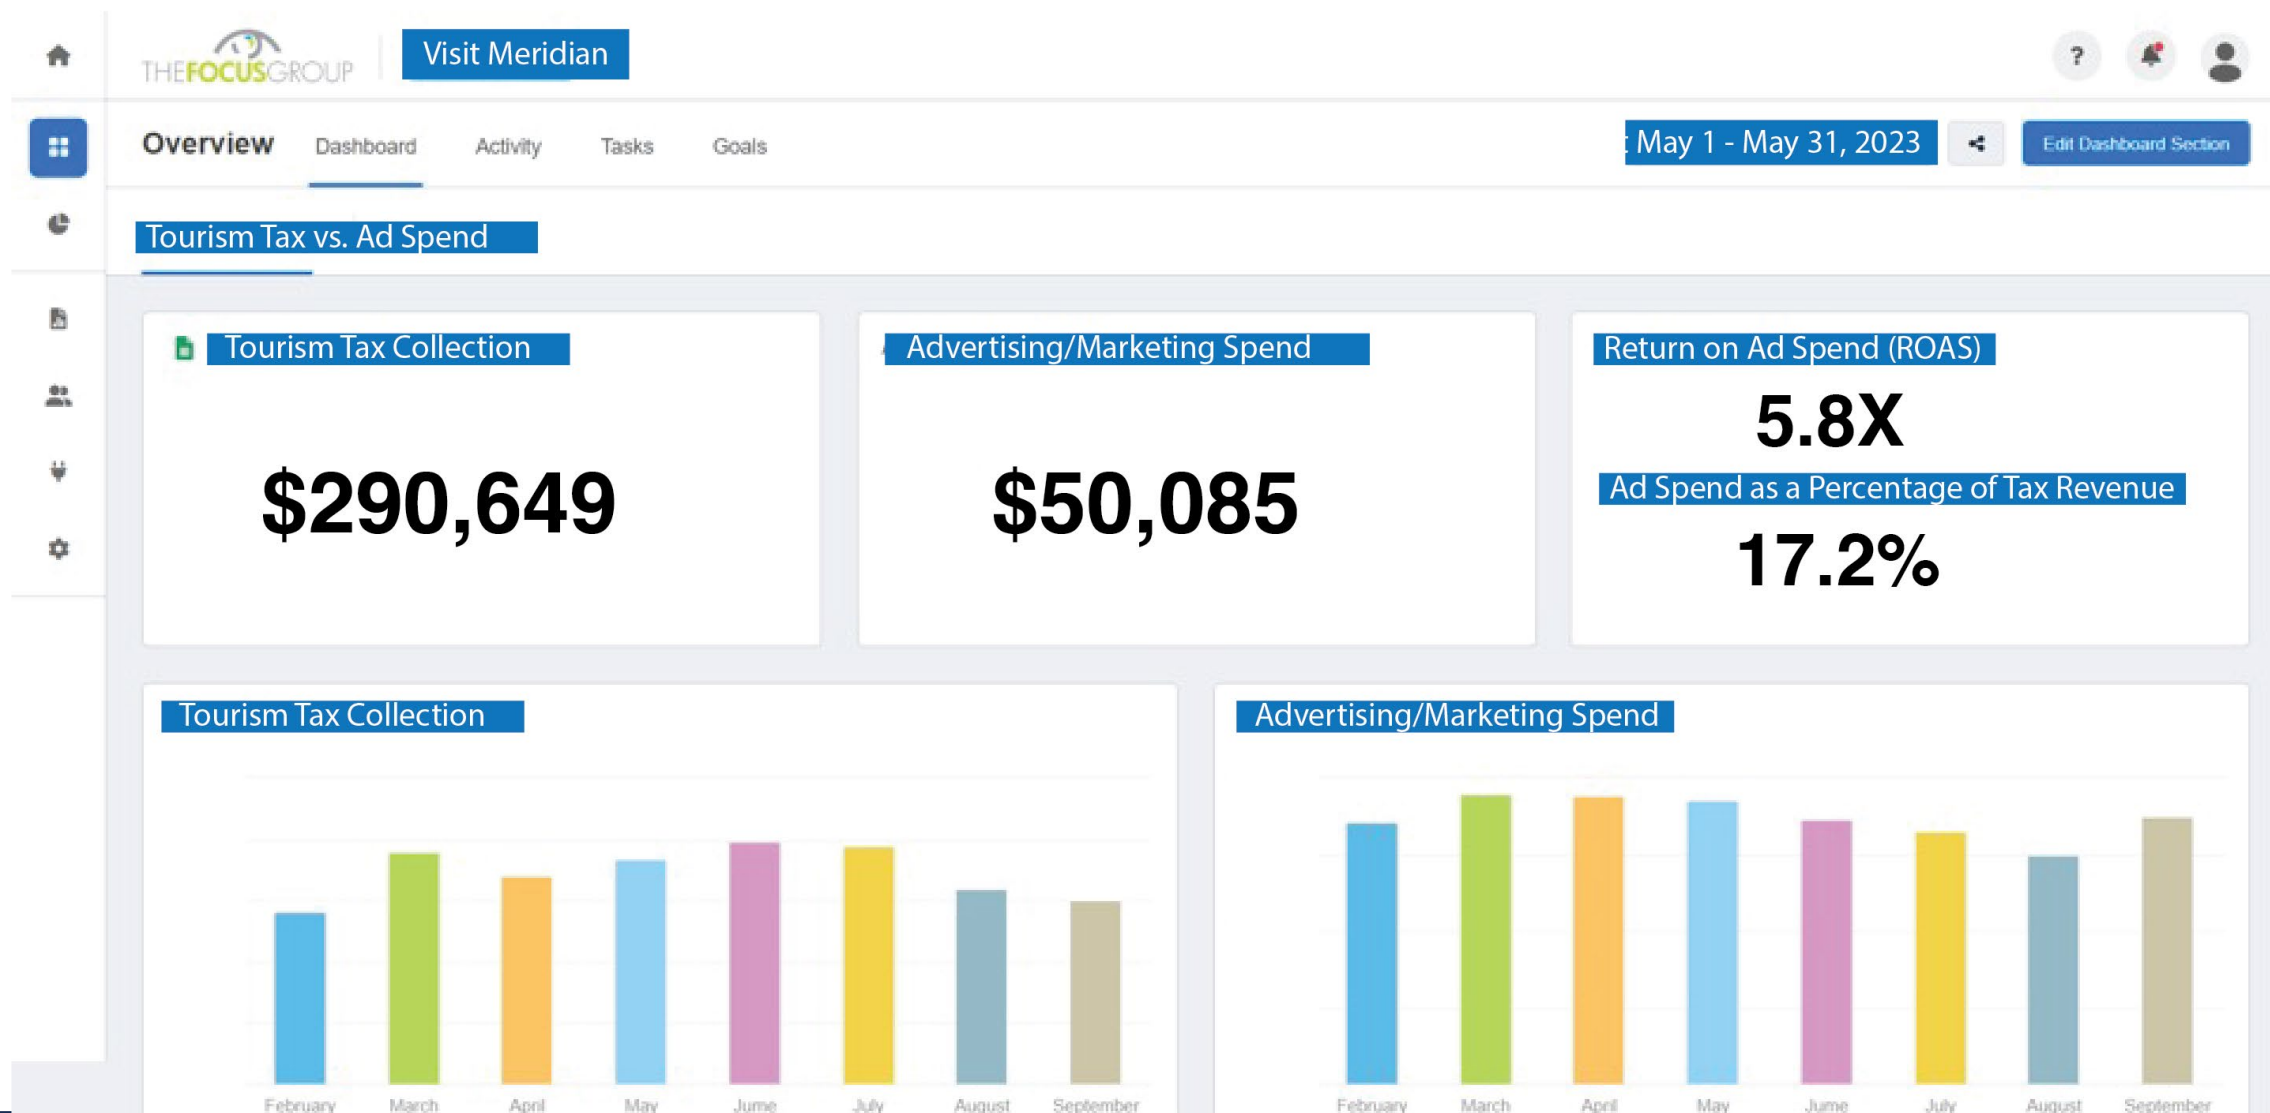 THEFOCUSGROUP
Visit Meridian
?
Overview
Dashboard
Activity
Tasks
Goals
May 1 - May 31, 2023
Edit Dashboard Section
Tourism Tax vs. Ad Spend
Tourism Tax Collection
$290,649
Advertising/Marketing Spend
$50,085
Return on Ad Spend (ROAS)
5.8X
Ad Spend as a Percentage of Tax Revenue
17.2%
Tourism Tax Collection
February March April May Jume July August September
Advertising/Marketing Spend
February March April May Jume July August September